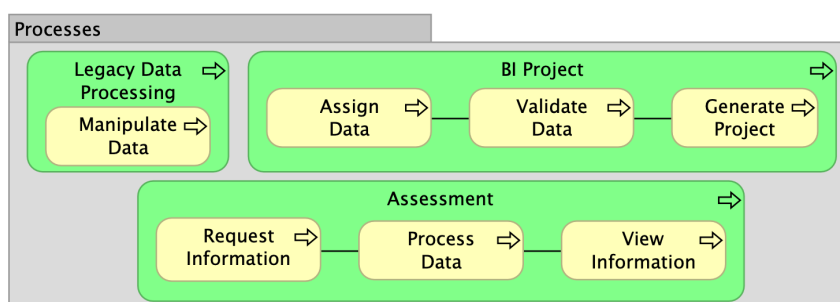 Processes
Legacy Data
Processing
Manipulate
Data
BI Project
Assign
Data
Validate
Data
Generate
Project
Assessment
Request
Information
Process
Data
View
Information